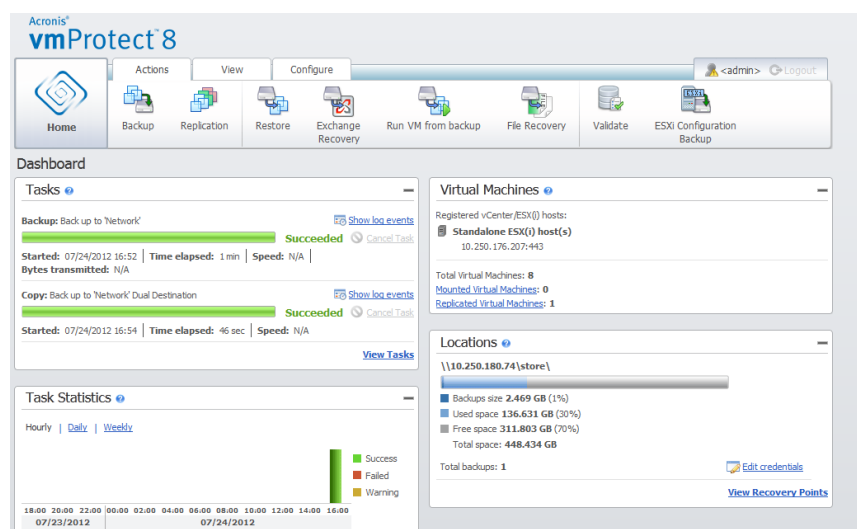 Acronis®
vmProtect™8
Actions View Configure
<admin> Logout
Home
Backup
Replication
Restore
Exchange Recovery
Run VM from backup
File Recovery
Validate
ESXi Configuration Backup
Dashboard
Tasks
Backup: Back up to 'Network'
Show log events
Succeeded Cancel Task
Started: 07/24/2012 16:52 | Time elapsed: 1 min | Speed: N/A |
Bytes transmitted: N/A
Copy: Back up to 'Network' Dual Destination
Show log events
Succeeded Cancel Task
Started: 07/24/2012 16:54 | Time elapsed: 46 sec | Speed: N/A
View Tasks
Task Statistics
Hourly | Daily | Weekly
Success
Failed
Warning
18:00 20:00 22:00 00:00 02:00 04:00 06:00 08:00 10:00 12:00 14:00 16:00
07/23/2012 07/24/2012
Virtual Machines
Registered vCenter/ESX(i) hosts:
Standalone ESX(i) host(s)
10.250.176.207:443
Total Virtual Machines: 8
Mounted Virtual Machines: 0
Replicated Virtual Machines: 1
Locations
\\10.250.180.74\store\
Backups size 2.469 GB (1%)
Used space 136.631 GB (30%)
Free space 311.803 GB (70%)
Total space: 448.434 GB
Total backups: 1
Edit credentials
View Recovery Points